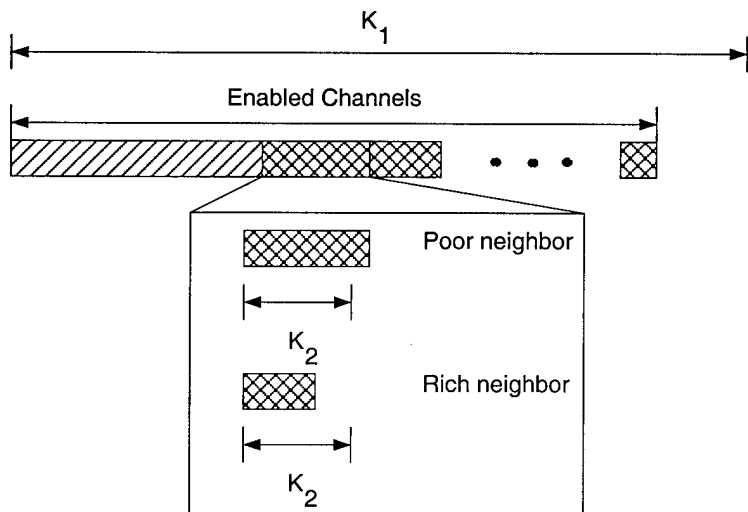 K1
Enabled Channels
Poor neighbor
K2
Rich neighbor
K2